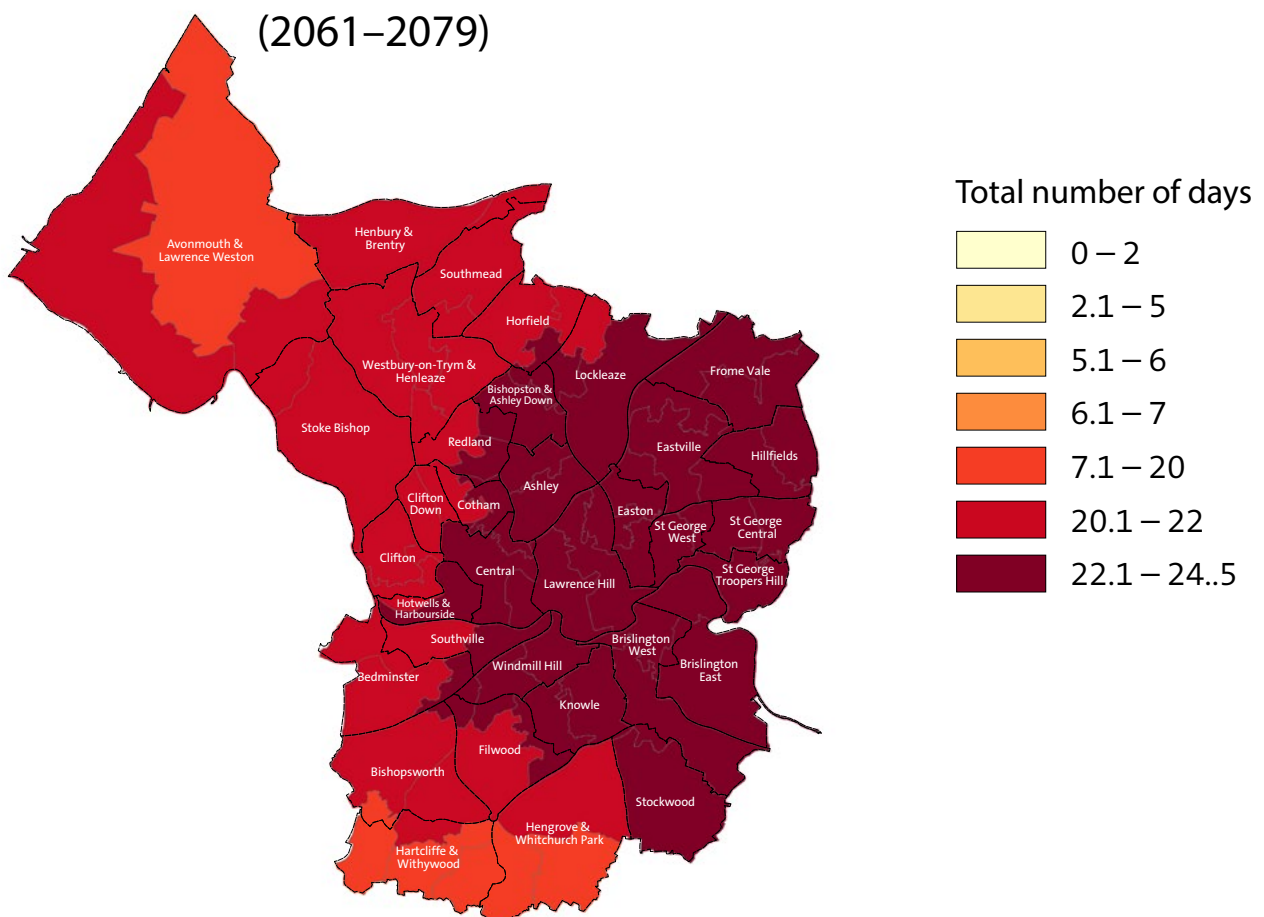 (2061–2079)
Total number of days
0 – 2
2.1 – 5
5.1 – 6
6.1 – 7
7.1 – 20
20.1 – 22
22.1 – 24..5
Avonmouth &
Lawrence Weston
Henbury &
Brentry
Southmead
Horfield
Westbury-on-Trym &
Henleaze
Lockleaze
Frome Vale
Bishopston &
Ashley Down
Stoke Bishop
Redland
Eastville
Hillfields
Ashley
Clifton
Down
Cotham
Easton
St George
West
St George
Central
Clifton
Central
Lawrence Hill
St George
Troopers Hill
Hotwells &
Harbourside
Southville
Brislington
West
Windmill Hill
Brislington
East
Bedminster
Knowle
Filwood
Bishopsworth
Stockwood
Hengrove &
Whitchurch Park
Hartcliffe &
Withywood